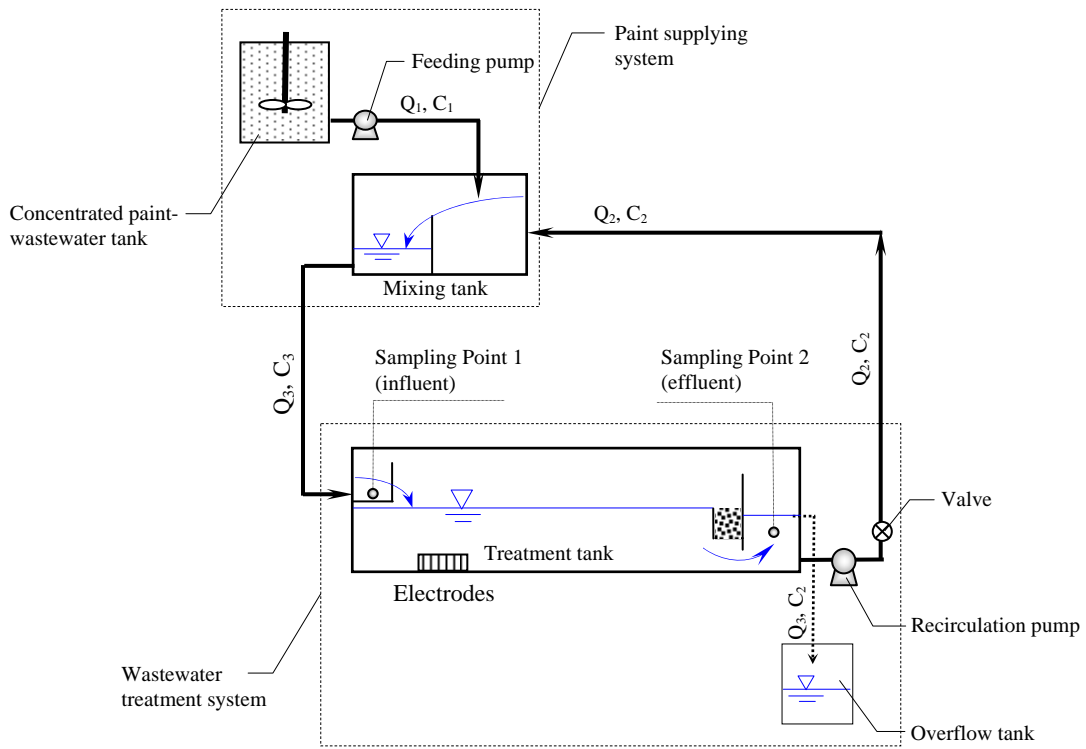 Paint supplying
system
Feeding pump
Q1, C1
Concentrated paint-
wastewater tank
Q2, C2
Mixing tank
Q3, C3
Sampling Point 1
(influent)
Sampling Point 2
(effluent)
Q2, C2
Valve
Treatment tank
Electrodes
Q3, C2
Recirculation pump
Wastewater
treatment system
Overflow tank